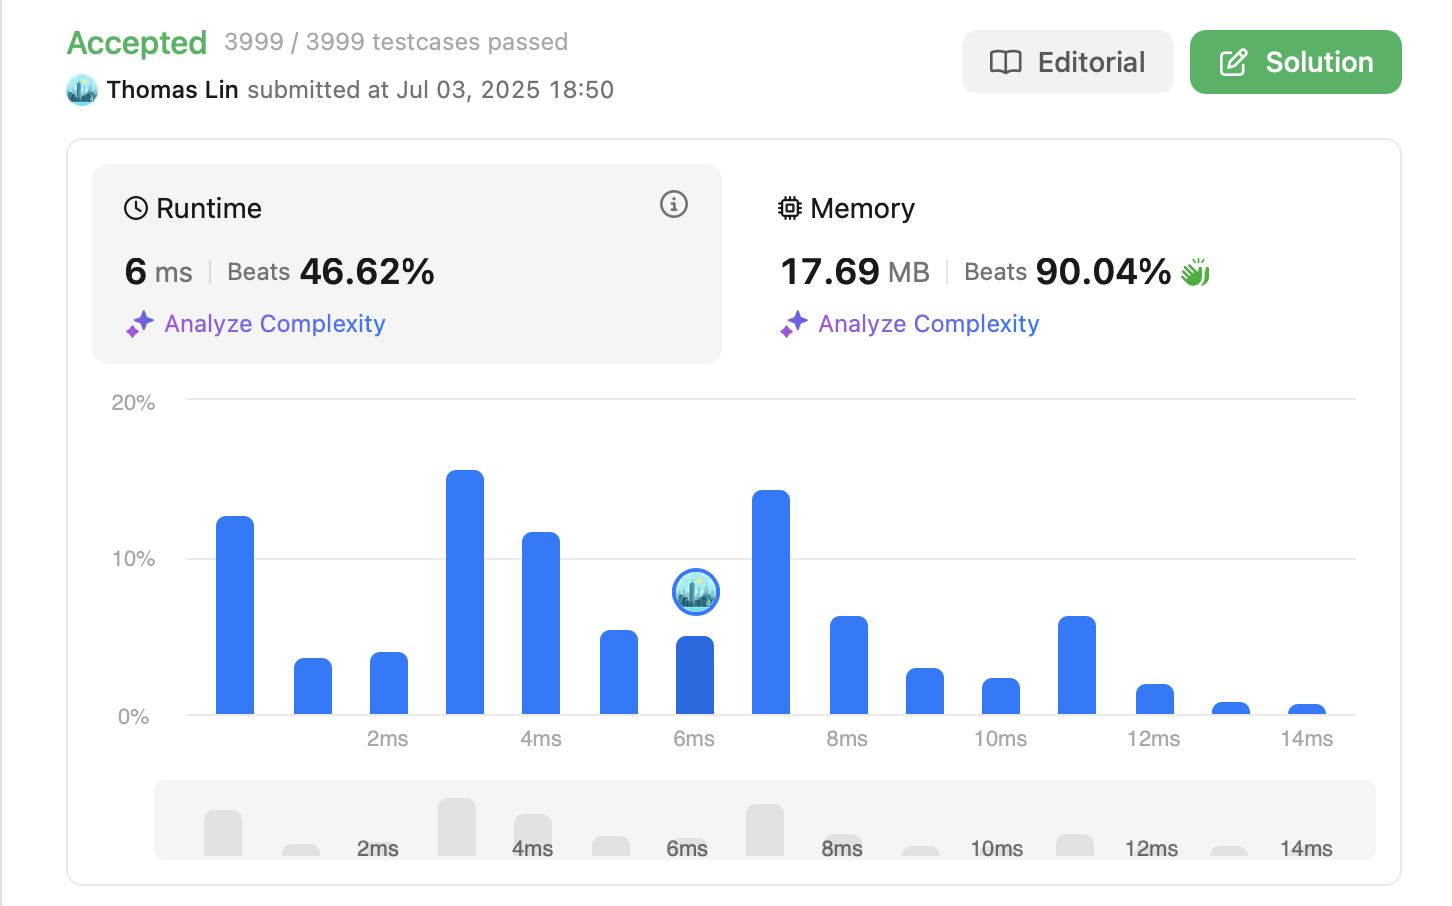 Accepted 3999 / 3999 testcases passed
Thomas Lin submitted at Jul 03, 2025 18:50
Editorial
Solution
Runtime
6 ms Beats 46.62%
Analyze Complexity
Memory
17.69 MB Beats 90.04%
Analyze Complexity
20%
10%
0%
2ms 4ms 6ms 8ms 10ms 12ms 14ms
2ms 4ms 6ms 8ms 10ms 12ms 14ms